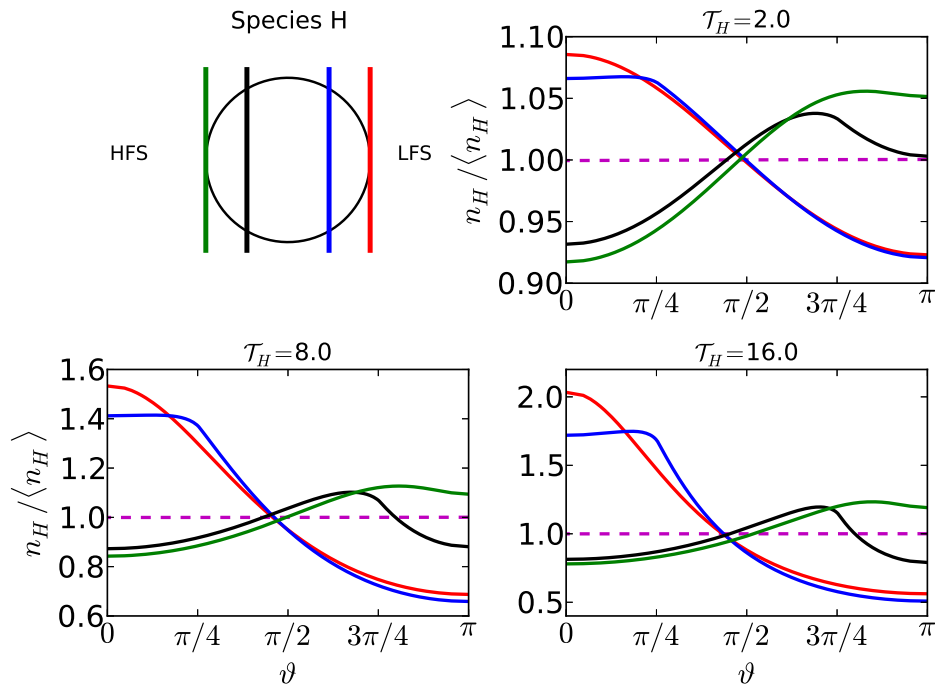 Species H
HFS
LFS
𝒯_H=2.0
n_H/⟨n_H⟩
1.10
1.05
1.00
0.95
0.90
0
π/4
π/2
3π/4
π
𝒯_H=8.0
n_H/⟨n_H⟩
1.6
1.4
1.2
1.0
0.8
0.6
0
π/4
π/2
3π/4
π
ϑ
𝒯_H=16.0
2.0
1.5
1.0
0.5
0
π/4
π/2
3π/4
π
ϑ